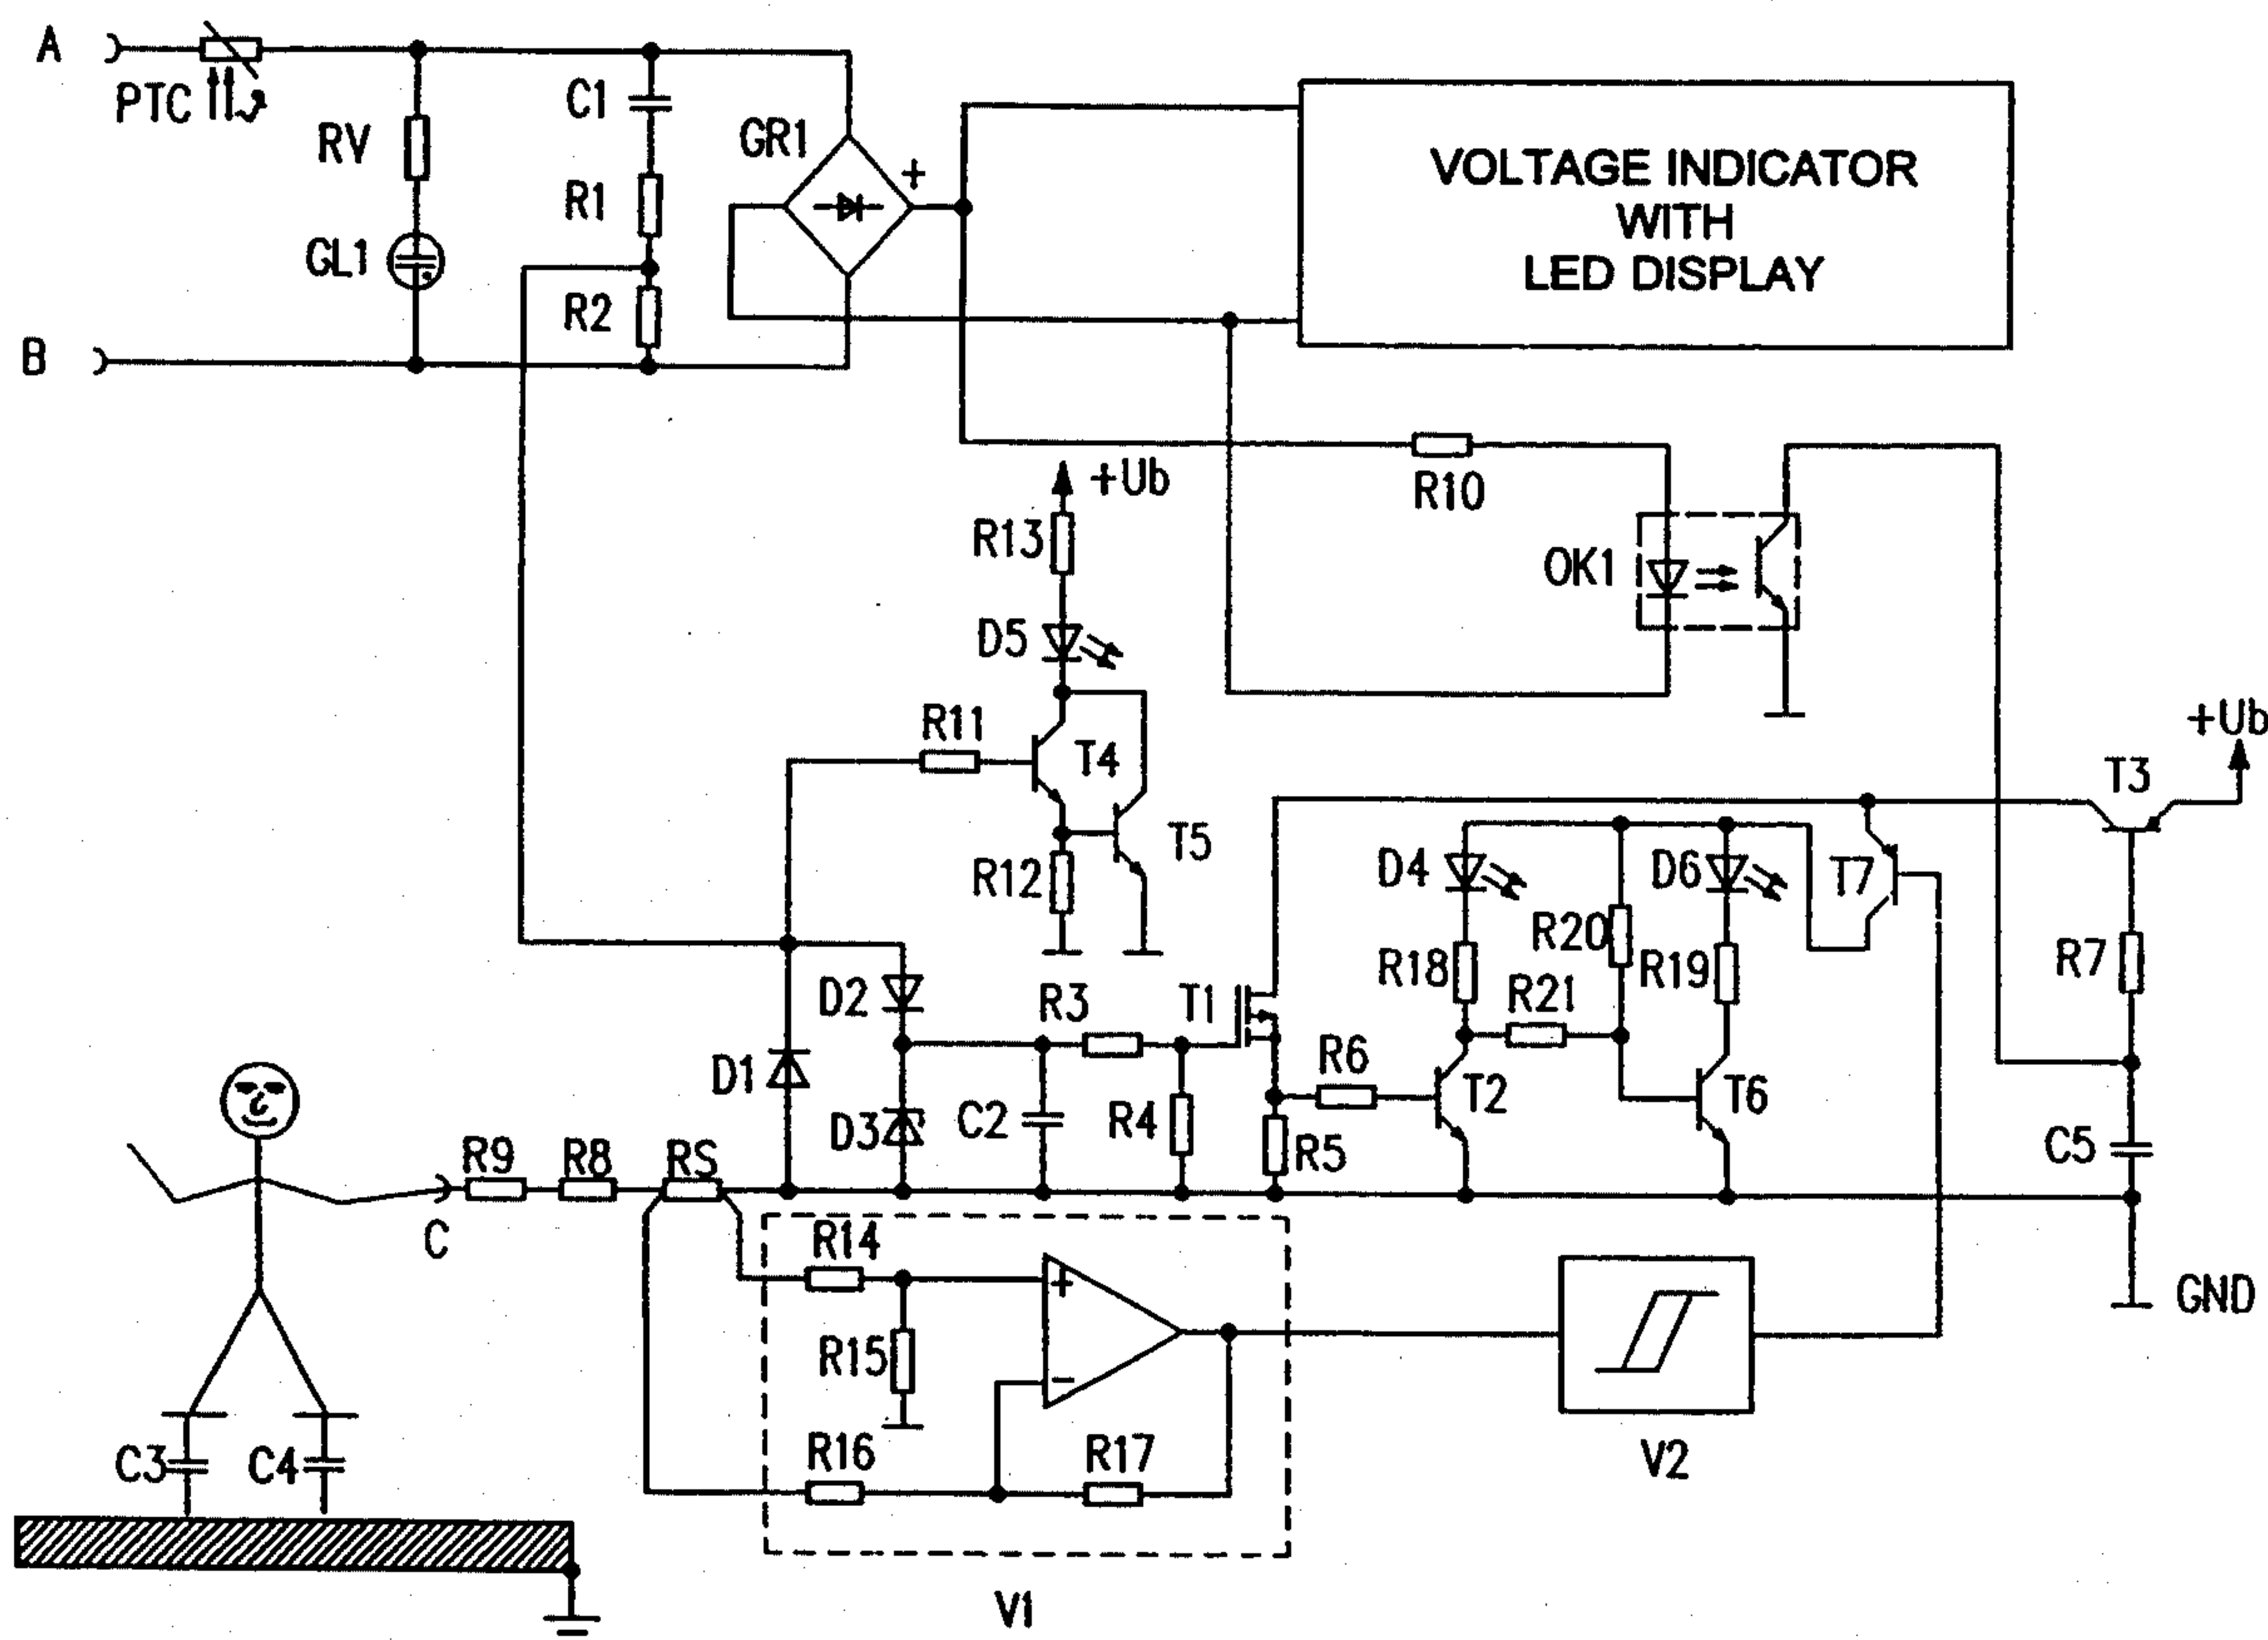 A
PTC
RV
C1
GR1
+
R1
GL1
R2
B
VOLTAGE INDICATOR
WITH
LED DISPLAY
+Ub
R10
R13
OK1
D5
R11
T4
+Ub
T3
T5
R12
D4
D6
T7
R20
R18
R19
R7
D2
R3
T1
R21
D1
R6
T2
T6
D3
C2
R4
R5
C5
R9
R8
RS
C
R14
+
GND
R15
-
R16
R17
C3
C4
V2
V1